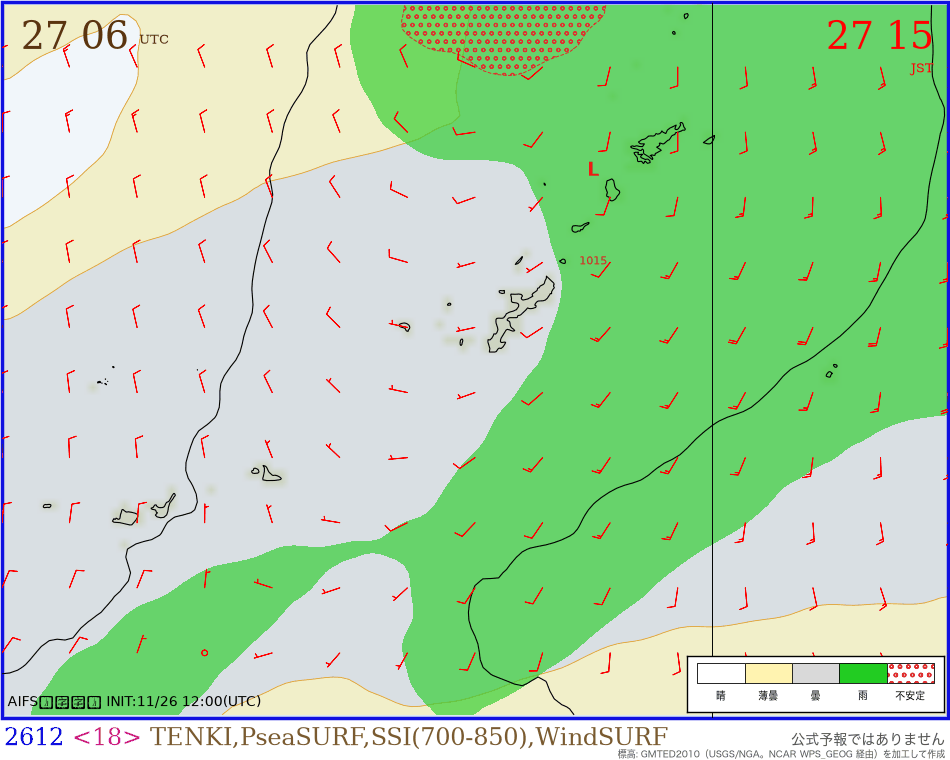 27 06 UTC
27 15
JST
L
1015
AIFS□□□□ INIT:11/26 12:00(UTC)
晴 薄曇 曇 雨 不安定
2612 <18> TENKI,PseaSURF,SSI(700-850),WindSURF
公式予報ではありません
標高: GMTED2010（USGS/NGA。NCAR WPS_GEOG 経由）を加工して作成